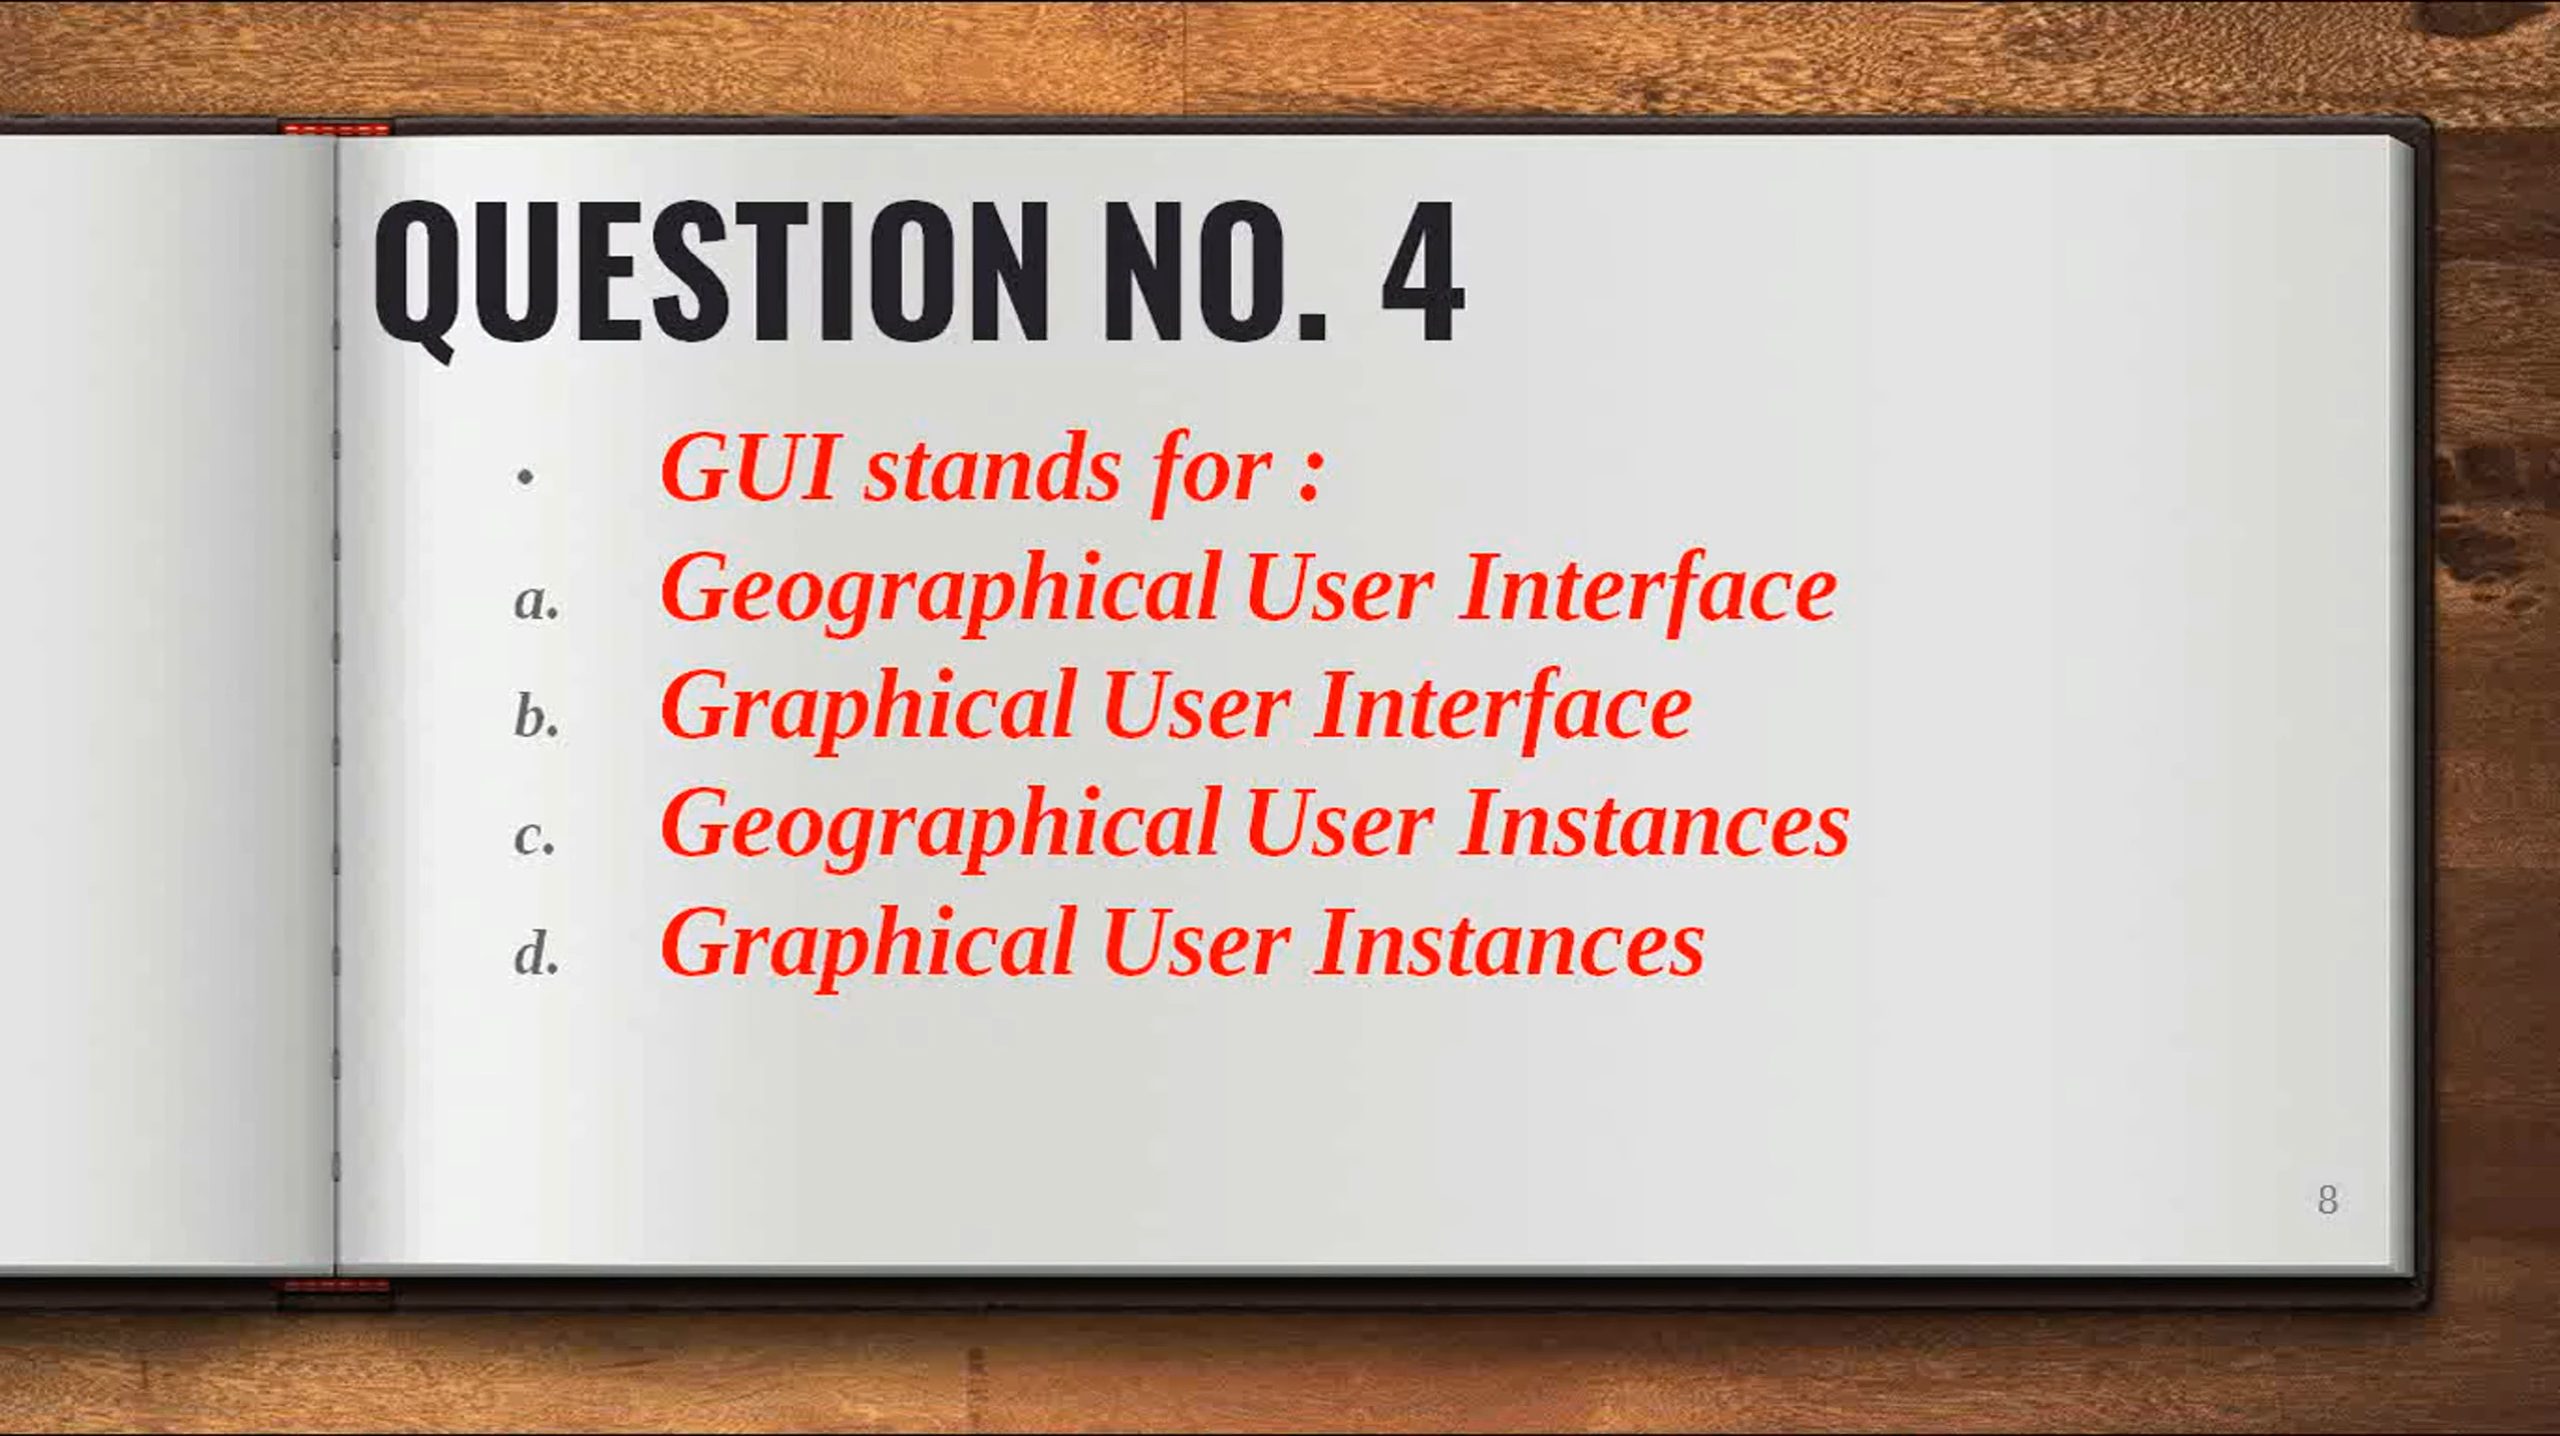 QUESTION NO. 4
• GUI stands for :
a. Geographical User Interface
b. Graphical User Interface
c. Geographical User Instances
d. Graphical User Instances
8